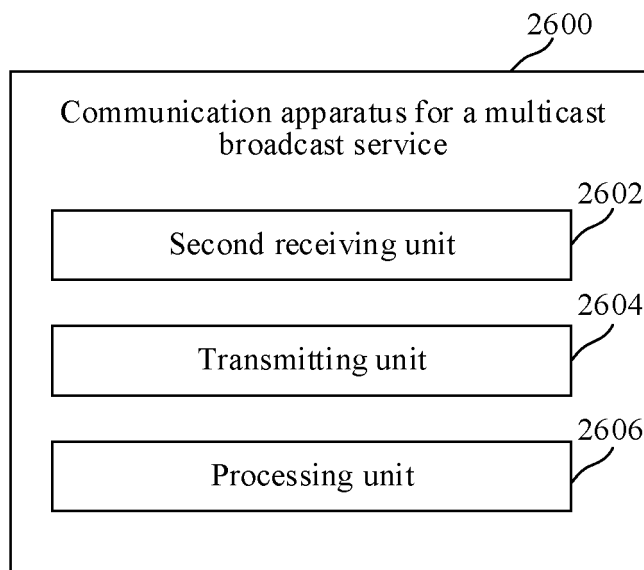 2600
Communication apparatus for a multicast
broadcast service
2602
Second receiving unit
2604
Transmitting unit
2606
Processing unit